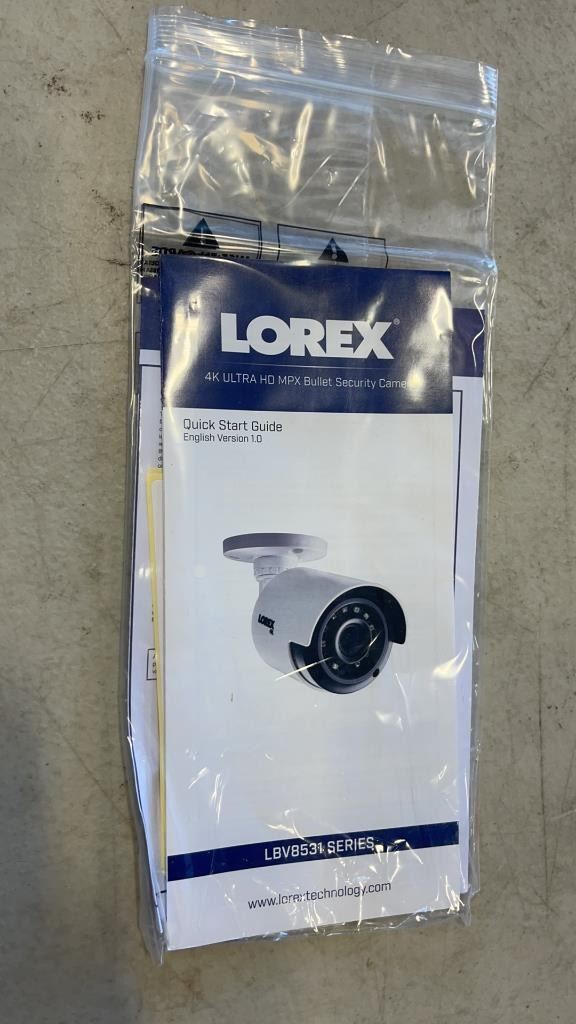 LOREX®
4K ULTRA HD MPX Bullet Security
Quick Start Guide
English Version 1.0
LOREX
LBV8531 SERIES
www.lorextechnology.com